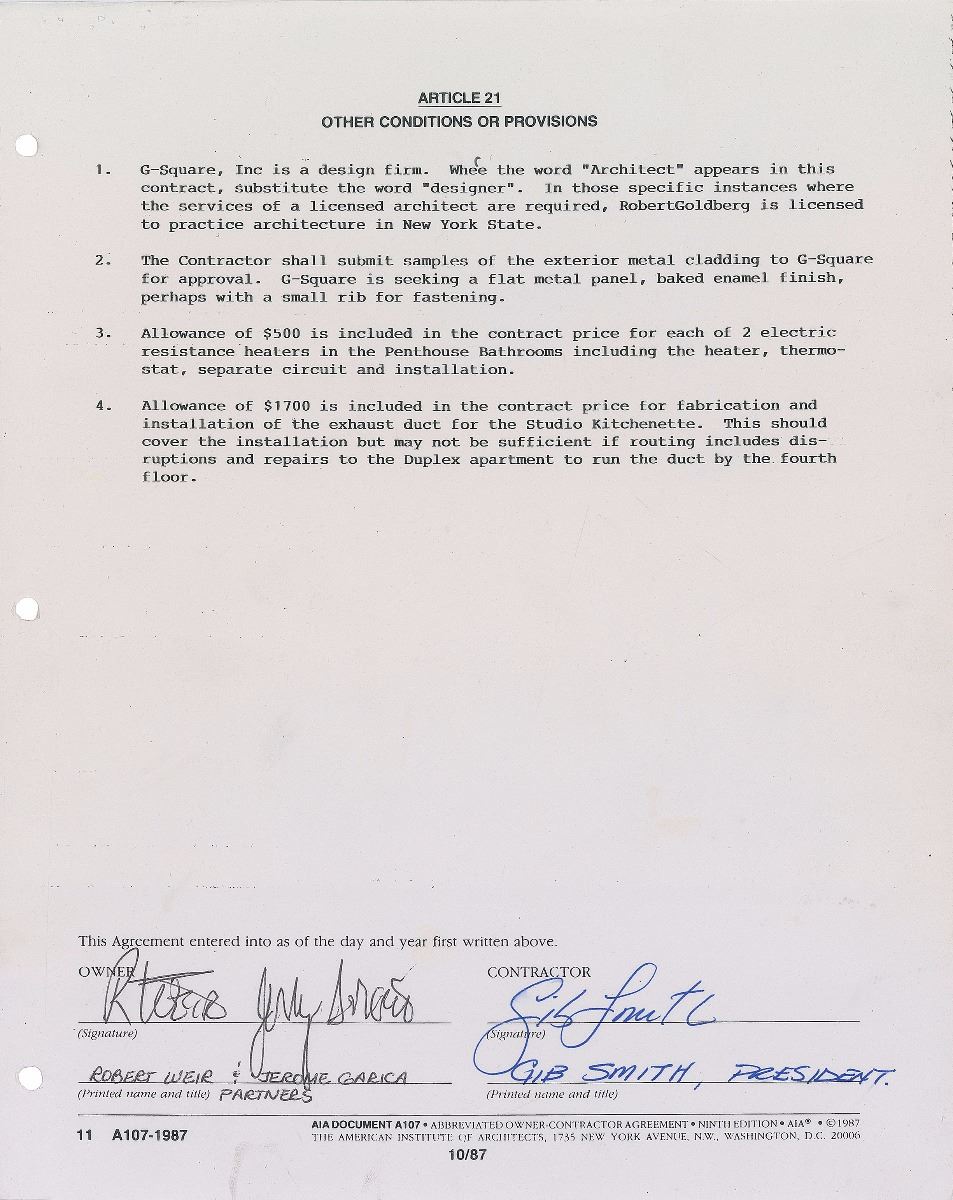 ARTICLE 21
OTHER CONDITIONS OR PROVISIONS
1. G-Square, Inc is a design firm. Where the word "Architect" appears in this
contract, substitute the word "designer". In those specific instances where
the services of a licensed architect are required, RobertGoldberg is licensed
to practice architecture in New York State.
2. The Contractor shall submit samples of the exterior metal cladding to G-Square
for approval. G-Square is seeking a flat metal panel, baked enamel finish,
perhaps with a small rib for fastening.
3. Allowance of $500 is included in the contract price for each of 2 electric
resistance heaters in the Penthouse Bathrooms including the heater, thermo-
stat, separate circuit and installation.
4. Allowance of $1700 is included in the contract price for fabrication and
installation of the exhaust duct for the Studio Kitchenette. This should
cover the installation but may not be sufficient if routing includes dis-
ruptions and repairs to the Duplex apartment to run the duct by the fourth
floor.
This Agreement entered into as of the day and year first written above.
OWNER CONTRACTOR
Gib Smith
(Signature) (Signature)
ROBERT WEIR & JEROME GARICA GIB SMITH, PRESIDENT.
(Printed name and title) PARTNERS (Printed name and title)
AIA DOCUMENT A107 • ABBREVIATED OWNER-CONTRACTOR AGREEMENT • NINTH EDITION • AIA® • ©1987
11 A107-1987 THE AMERICAN INSTITUTE OF ARCHITECTS, 1735 NEW YORK AVENUE, N.W., WASHINGTON, D.C. 20006
10/87